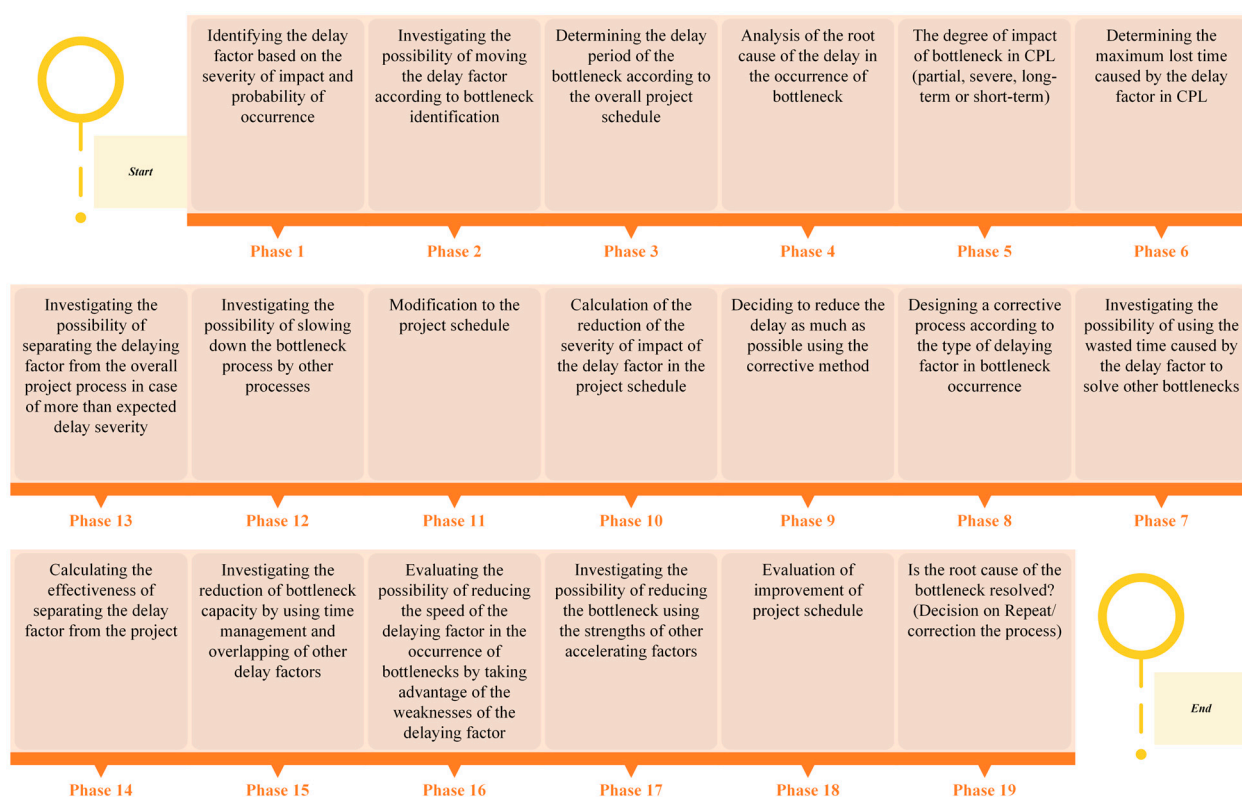 Start
Identifying the delay
factor based on the
severity of impact and
probability of
occurrence
Investigating the
possibility of moving
the delay factor
according to bottleneck
identification
Determining the delay
period of the
bottleneck according to
the overall project
schedule
Analysis of the root
cause of the delay in
the occurrence of
bottleneck
The degree of impact
of bottleneck in CPL
(partial, severe, long-
term or short-term)
Determining the
maximum lost time
caused by the delay
factor in CPL
Phase 1
Phase 2
Phase 3
Phase 4
Phase 5
Phase 6
Investigating the
possibility of
separating the delaying
factor from the overall
project process in case
of more than expected
delay severity
Investigating the
possibility of slowing
down the bottleneck
process by other
processes
Modification to the
project schedule
Calculation of the
reduction of the
severity of impact of
the delay factor in the
project schedule
Deciding to reduce the
delay as much as
possible using the
corrective method
Designing a corrective
process according to
the type of delaying
factor in bottleneck
occurrence
Investigating the
possibility of using the
wasted time caused by
the delay factor to
solve other bottlenecks
Phase 13
Phase 12
Phase 11
Phase 10
Phase 9
Phase 8
Phase 7
Calculating the
effectiveness of
separating the delay
factor from the project
Investigating the
reduction of bottleneck
capacity by using time
management and
overlapping of other
delay factors
Evaluating the
possibility of reducing
the speed of the
delaying factor in the
occurrence of
bottlenecks by taking
advantage of the
weaknesses of the
delaying factor
Investigating the
possibility of reducing
the bottleneck using
the strengths of other
accelerating factors
Evaluation of
improvement of
project schedule
Is the root cause of the
bottleneck resolved?
(Decision on Repeat/
correction the process)
End
Phase 14
Phase 15
Phase 16
Phase 17
Phase 18
Phase 19